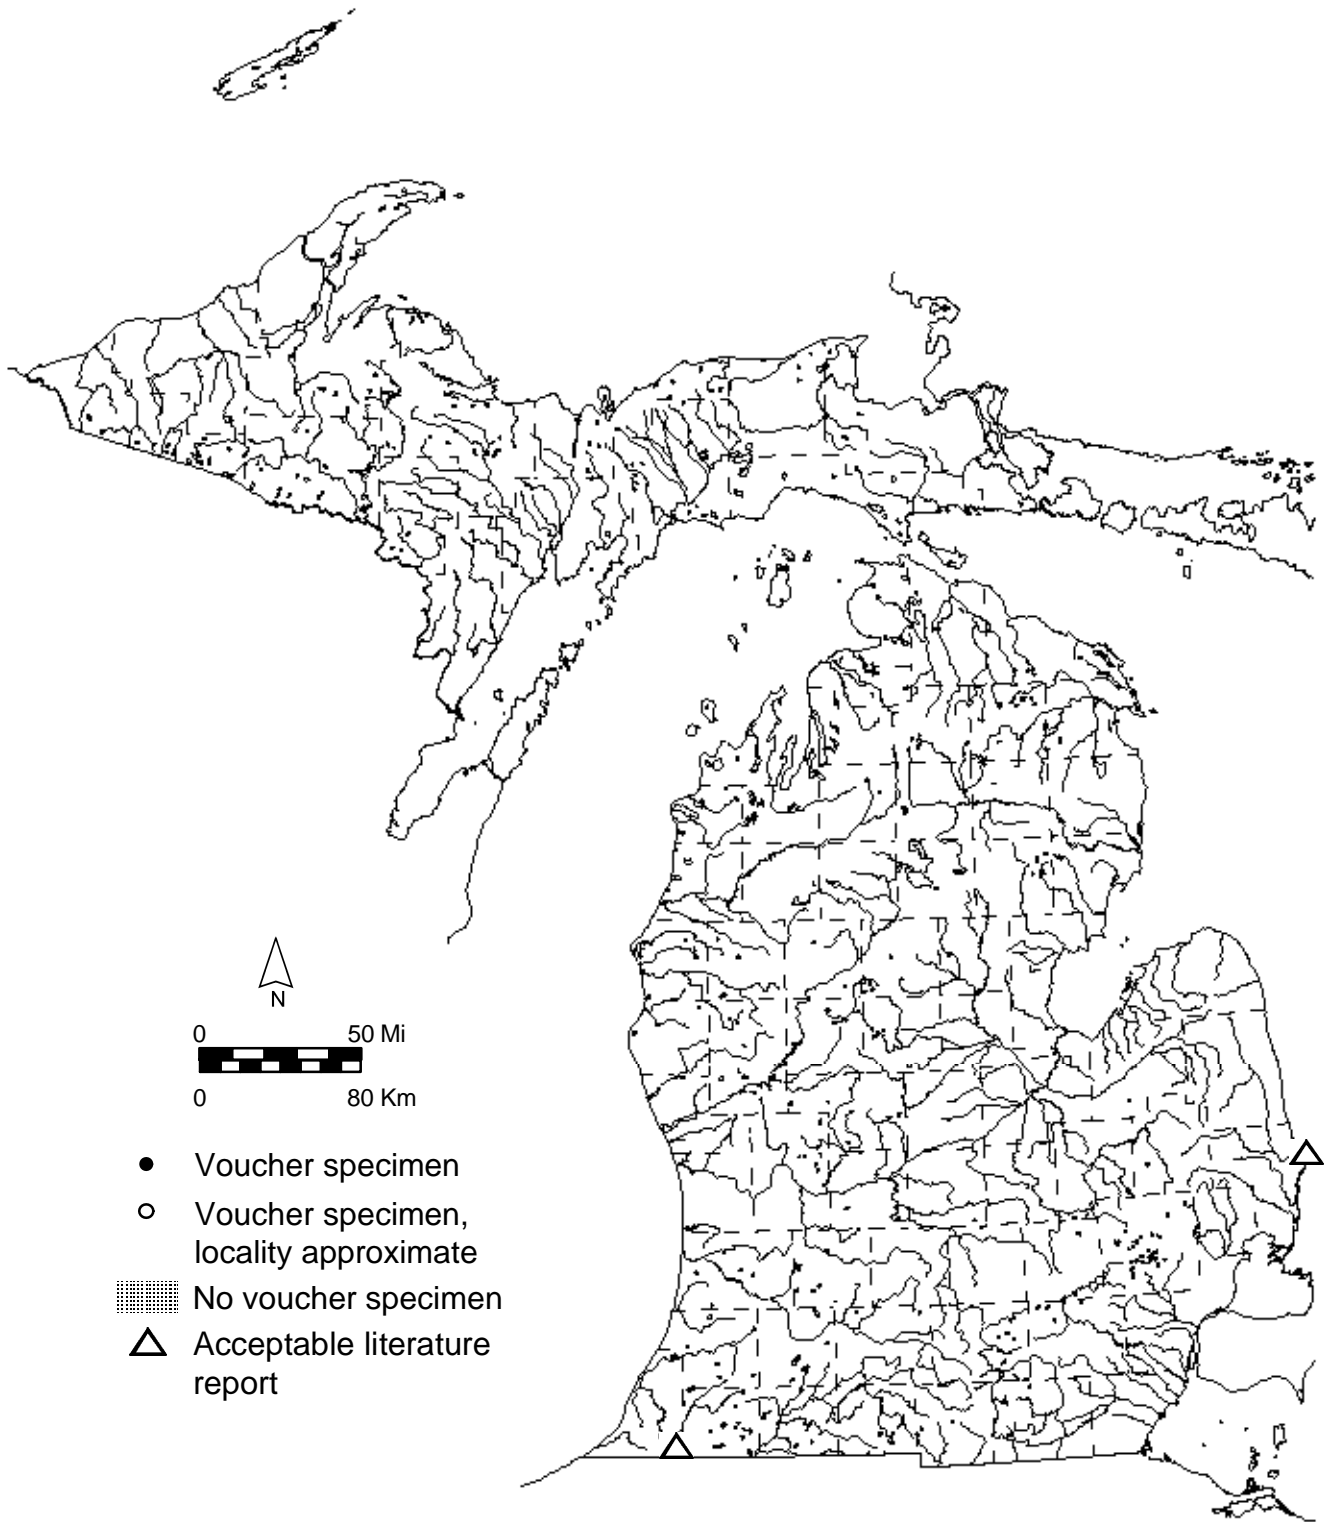 N
0 50 Mi
0 80 Km
Voucher specimen
Voucher specimen,
locality approximate
No voucher specimen
Acceptable literature
report